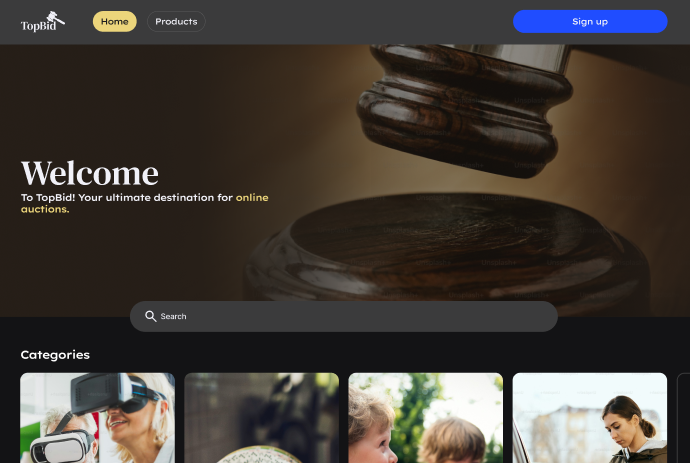 TopBid
Home
Products
Sign up
Welcome
To TopBid! Your ultimate destination for online
auctions.
Search
Categories